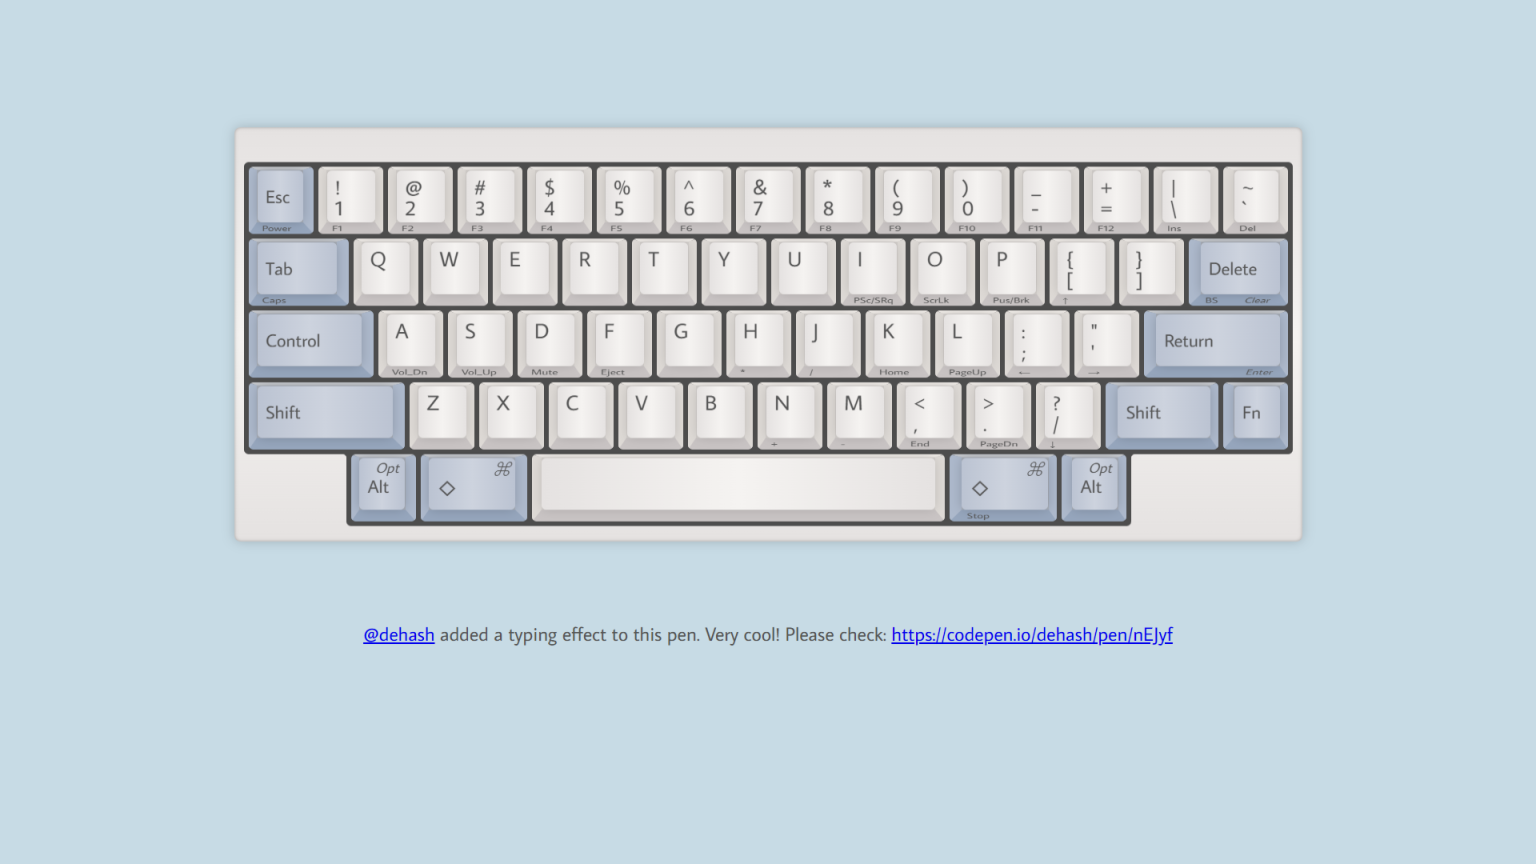 Esc ! 1 @ 2 # 3 $ 4 % 5 ^ 6 & 7 * 8 ( 9 ) 0 _ - + = | \ ~ `
Power F1 F2 F3 F4 F5 F6 F7 F8 F9 F10 F11 F12 Ins Del
Tab Q W E R T Y U I O P { [ } ] Delete
Caps PSc/SRq ScrLk Pus/Brk ↑ BS Clear
Control A S D F G H J K L : ; " ' Return
Vol_Dn Vol_Up Mute Eject * / Home PageUp ← → Enter
Shift Z X C V B N M < , > . ? / Shift Fn
+ - End PageDn ↓
Opt ⌘ ⌘ Opt
Alt ◇ ◇ Alt
Stop
@dehash added a typing effect to this pen. Very cool! Please check: https://codepen.io/dehash/pen/nEJyf